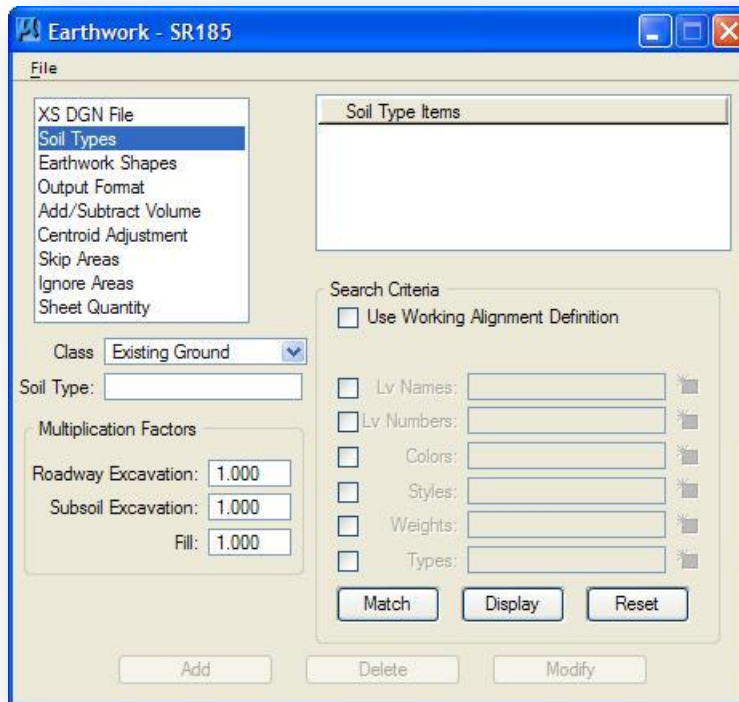 Earthwork - SR185
File
XS DGN File
Soil Types
Earthwork Shapes
Output Format
Add/Subtract Volume
Centroid Adjustment
Skip Areas
Ignore Areas
Sheet Quantity
Class Existing Ground
Soil Type:
Multiplication Factors
Roadway Excavation: 1.000
Subsoil Excavation: 1.000
Fill: 1.000
Soil Type Items
Search Criteria
Use Working Alignment Definition
Lv Names:
Lv Numbers:
Colors:
Styles:
Weights:
Types:
Match Display Reset
Add Delete Modify